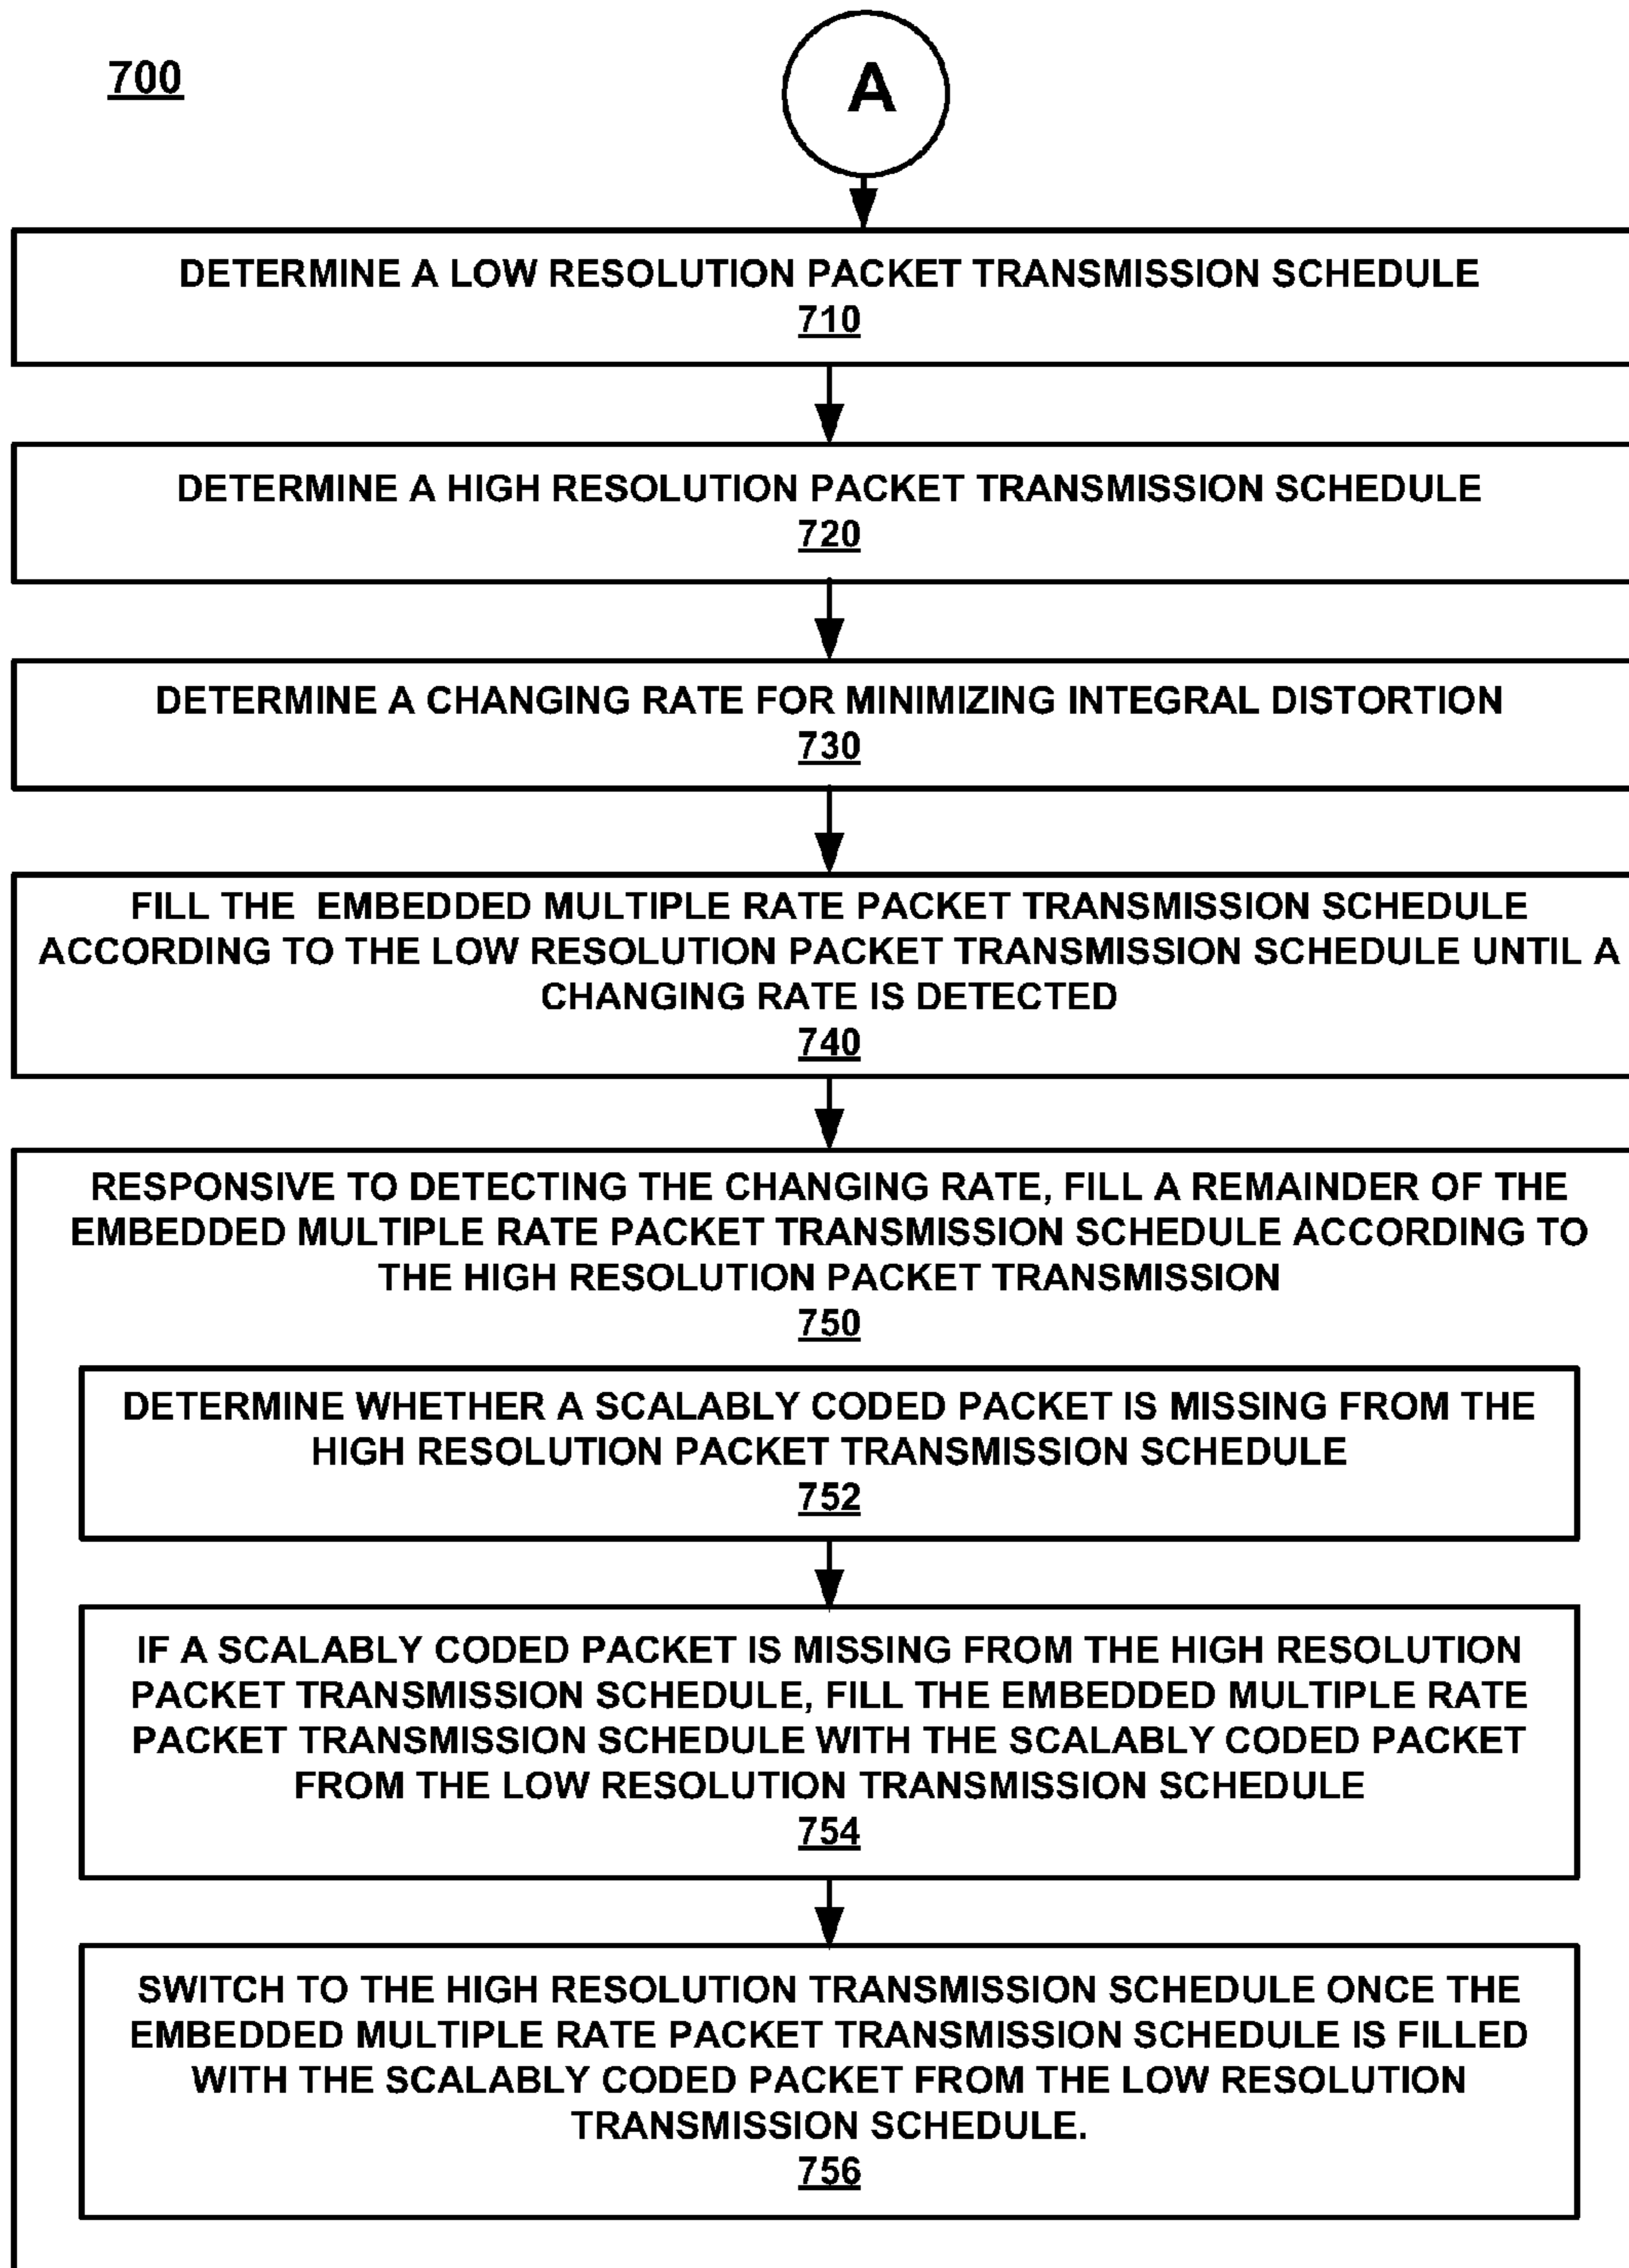 700
A
DETERMINE A LOW RESOLUTION PACKET TRANSMISSION SCHEDULE
710
DETERMINE A HIGH RESOLUTION PACKET TRANSMISSION SCHEDULE
720
DETERMINE A CHANGING RATE FOR MINIMIZING INTEGRAL DISTORTION
730
FILL THE EMBEDDED MULTIPLE RATE PACKET TRANSMISSION SCHEDULE
ACCORDING TO THE LOW RESOLUTION PACKET TRANSMISSION SCHEDULE UNTIL A
CHANGING RATE IS DETECTED
740
RESPONSIVE TO DETECTING THE CHANGING RATE, FILL A REMAINDER OF THE
EMBEDDED MULTIPLE RATE PACKET TRANSMISSION SCHEDULE ACCORDING TO
THE HIGH RESOLUTION PACKET TRANSMISSION
750
DETERMINE WHETHER A SCALABLY CODED PACKET IS MISSING FROM THE
HIGH RESOLUTION PACKET TRANSMISSION SCHEDULE
752
IF A SCALABLY CODED PACKET IS MISSING FROM THE HIGH RESOLUTION
PACKET TRANSMISSION SCHEDULE, FILL THE EMBEDDED MULTIPLE RATE
PACKET TRANSMISSION SCHEDULE WITH THE SCALABLY CODED PACKET
FROM THE LOW RESOLUTION TRANSMISSION SCHEDULE
754
SWITCH TO THE HIGH RESOLUTION TRANSMISSION SCHEDULE ONCE THE
EMBEDDED MULTIPLE RATE PACKET TRANSMISSION SCHEDULE IS FILLED
WITH THE SCALABLY CODED PACKET FROM THE LOW RESOLUTION
TRANSMISSION SCHEDULE.
756